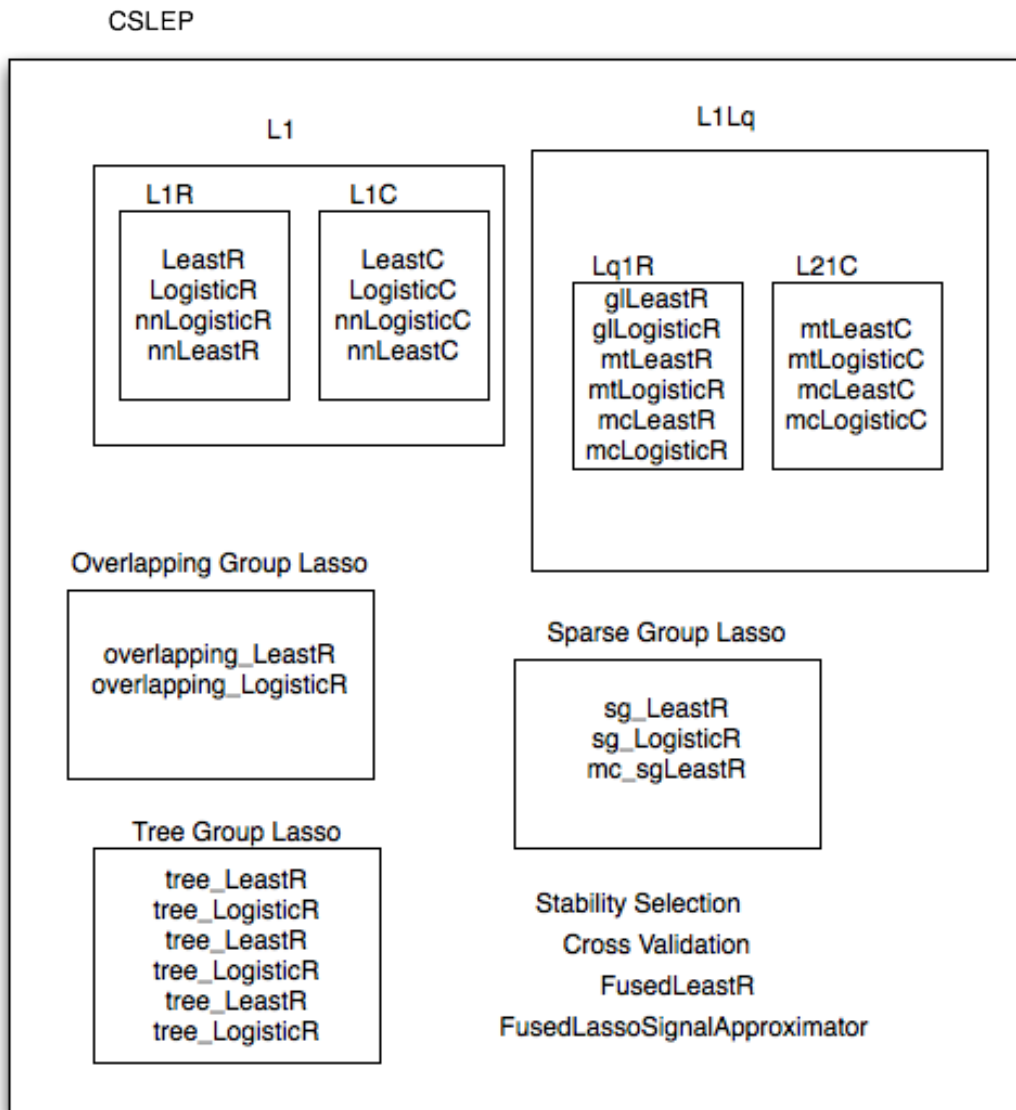 CSLEP
L1
L1R
LeastR
LogisticR
nnLogisticR
nnLeastR
L1C
LeastC
LogisticC
nnLogisticC
nnLeastC
L1Lq
Lq1R
glLeastR
glLogisticR
mtLeastR
mtLogisticR
mcLeastR
mcLogisticR
L21C
mtLeastC
mtLogisticC
mcLeastC
mcLogisticC
Overlapping Group Lasso
overlapping_LeastR
overlapping_LogisticR
Sparse Group Lasso
sg_LeastR
sg_LogisticR
mc_sgLeastR
Tree Group Lasso
tree_LeastR
tree_LogisticR
tree_LeastR
tree_LogisticR
tree_LeastR
tree_LogisticR
Stability Selection
Cross Validation
FusedLeastR
FusedLassoSignalApproximator